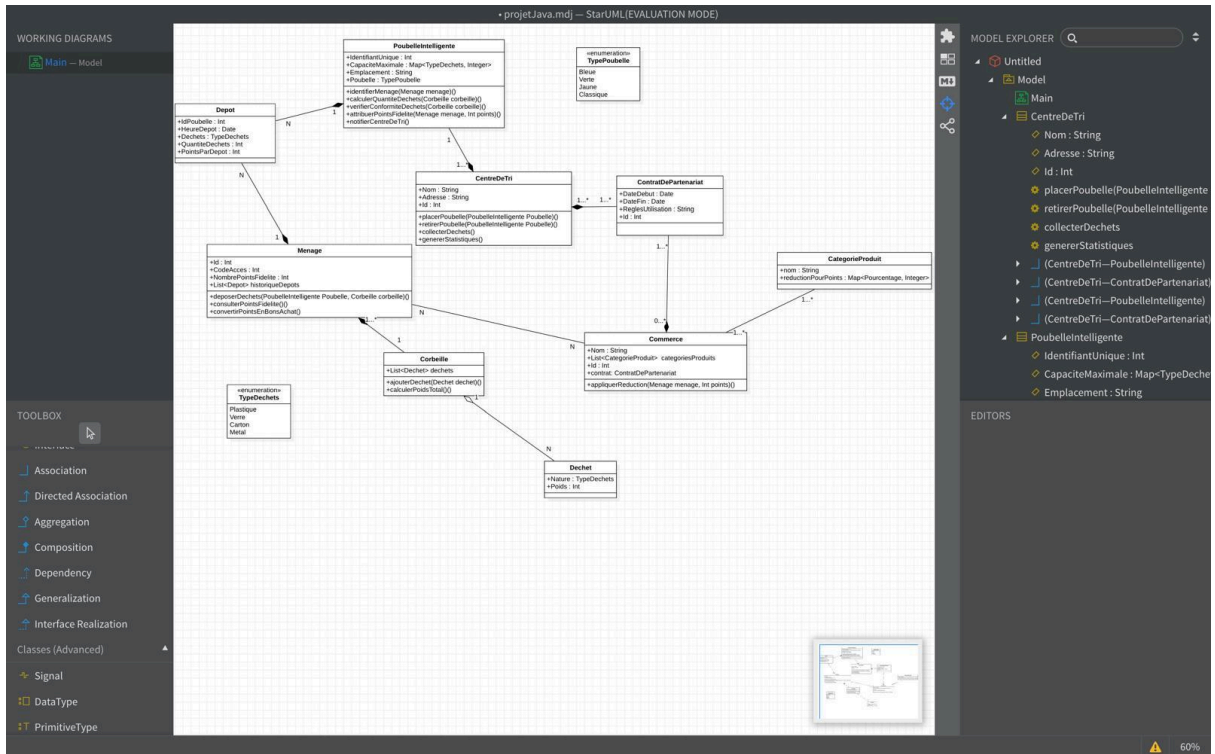 • projetJava.mdj — StarUML(EVALUATION MODE)
WORKING DIAGRAMS
Main — Model
TOOLBOX
Association
Directed Association
Aggregation
Composition
Dependency
Generalization
Interface Realization
Classes (Advanced)
Signal
DataType
PrimitiveType
PoubelleIntelligente
+IdentifiantUnique : Int
+CapaciteMaximale : Map<TypeDechets, Integer>
+Emplacement : String
+Poubelle : TypePoubelle
+identifierMenage(Menage menage)()
+calculerQuantiteDechets(Corbeille corbeille)()
+verifierConformiteDechets(Corbeille corbeille)()
+attribuerPointsFidelite(Menage menage, Int points)()
+notifierCentreDeTri()
«enumeration»
TypePoubelle
Bleue
Verte
Jaune
Classique
Depot
+IdPoubelle : Int
+HeureDepot : Date
+Dechets : TypeDechets
+QuantiteDechets : Int
+PointsParDepot : Int
N
1
1
1...*
N
1.
CentreDeTri
+Nom : String
+Adresse : String
+Id : Int
+placerPoubelle(PoubelleIntelligente Poubelle)()
+retirerPoubelle(PoubelleIntelligente Poubelle)()
+collecterDechets()
+genererStatistiques()
1...*
1...*
ContratDePartenariat
+DateDebut : Date
+DateFin : Date
+ReglesUtilisation : String
+Id : Int
1...*
0...*
Menage
+Id : Int
+CodeAcces : Int
+NombrePointsFidelite : Int
+List<Depot> historiqueDepots
+deposerDechets(PoubelleIntelligente Poubelle, Corbeille corbeille)()
+consulterPointsFidelite()()
+convertirPointsEnBonsAchat()
CategorieProduit
+nom : String
+reductionPourPoints : Map<Pourcentage, Integer>
1...*
1...*
N
N
1...*
1
Commerce
+Nom : String
+List<CategorieProduit> categoriesProduits
+Id : Int
+contrat: ContratDePartenariat
+appliquerReduction(Menage menage, Int points)()
Corbeille
+List<Dechet> dechets
+ajouterDechet(Dechet dechet)()
+calculerPoidsTotal()()
1
N
«enumeration»
TypeDechets
Plastique
Verre
Carton
Metal
Dechet
+Nature : TypeDechets
+Poids : Int
MODEL EXPLORER
Untitled
Model
Main
CentreDeTri
Nom : String
Adresse : String
Id : Int
placerPoubelle(PoubelleIntelligente
retirerPoubelle(PoubelleIntelligente
collecterDechets
genererStatistiques
(CentreDeTri—PoubelleIntelligente)
(CentreDeTri—ContratDePartenariat)
(CentreDeTri—PoubelleIntelligente)
(CentreDeTri—ContratDePartenariat)
PoubelleIntelligente
IdentifiantUnique : Int
CapaciteMaximale : Map<TypeDeche
Emplacement : String
EDITORS
60%